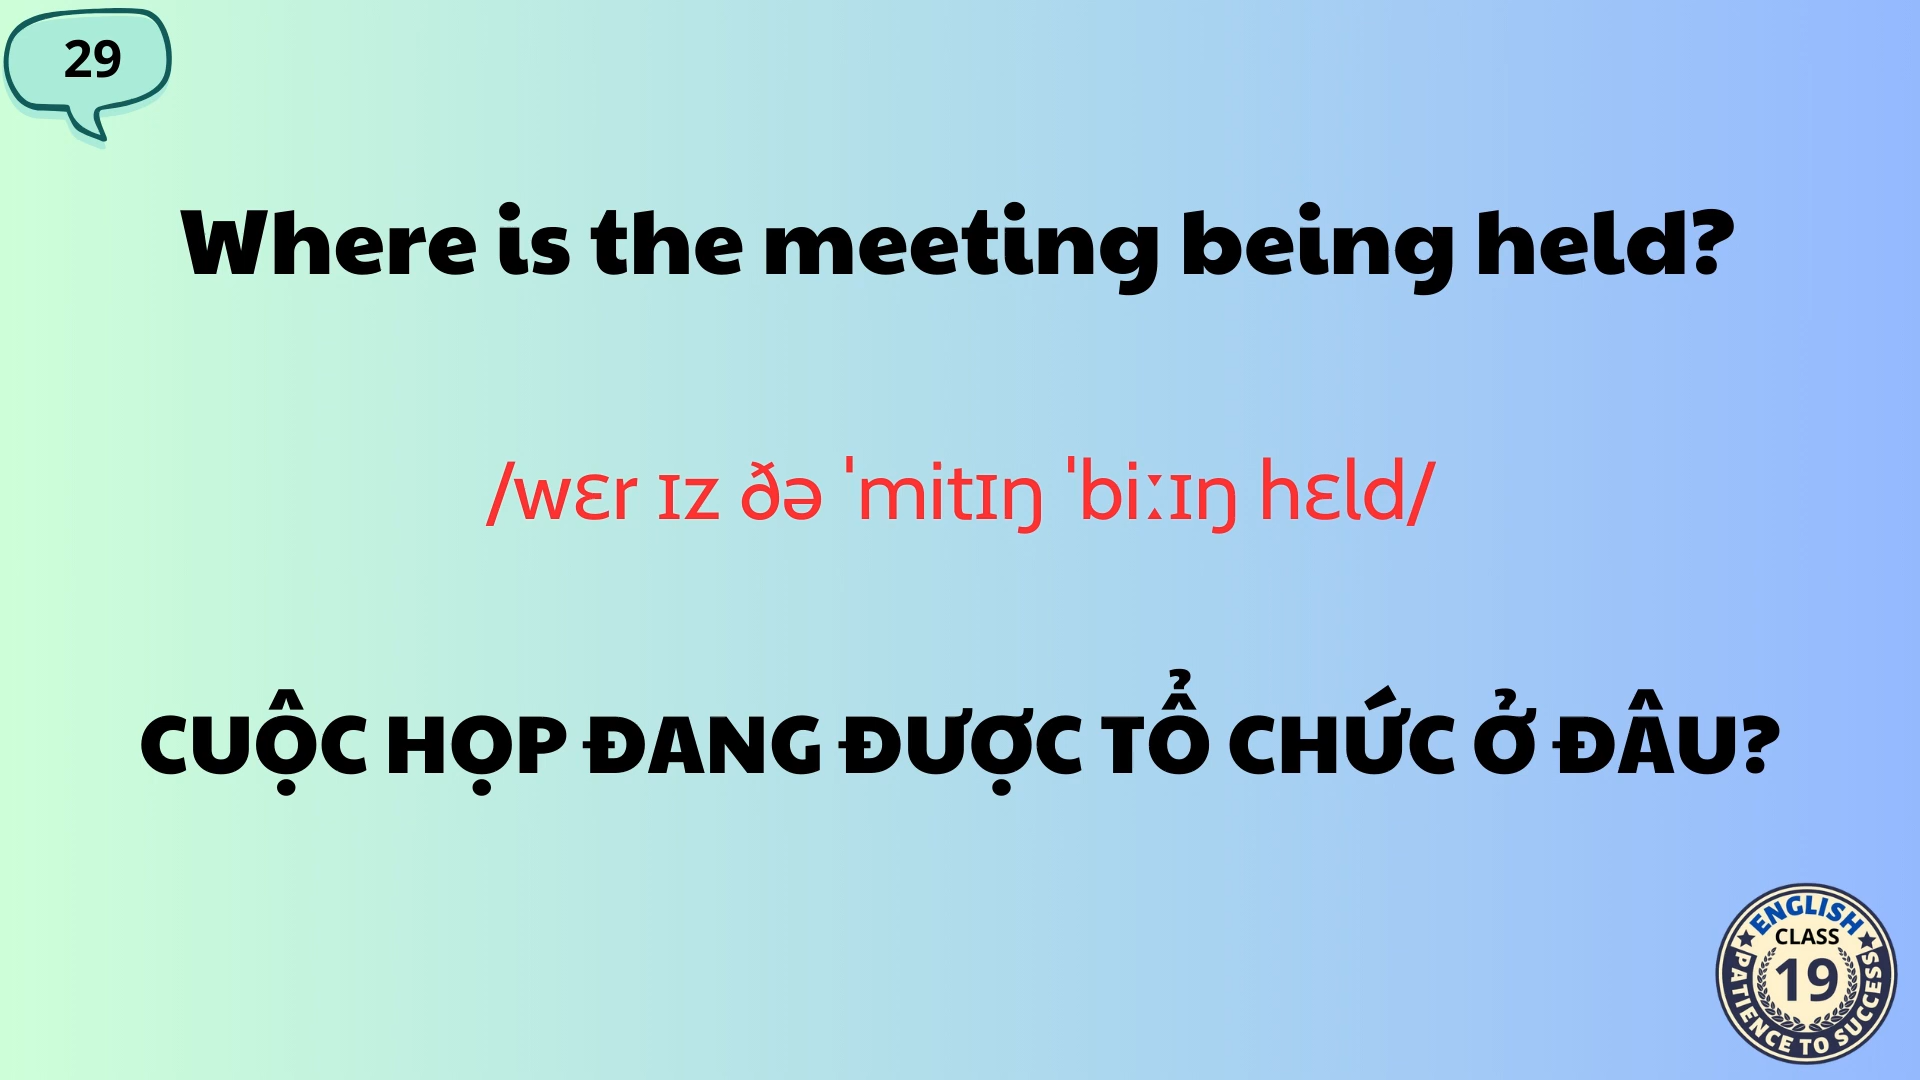 29
Where is the meeting being held?
/wɛr ɪz ðə ˈmitɪŋ ˈbiːɪŋ hɛld/
CUỘC HỌP ĐANG ĐƯỢC TỔ CHỨC Ở ĐÂU?
ENGLISH
CLASS
19
PATIENCE TO SUCCESS